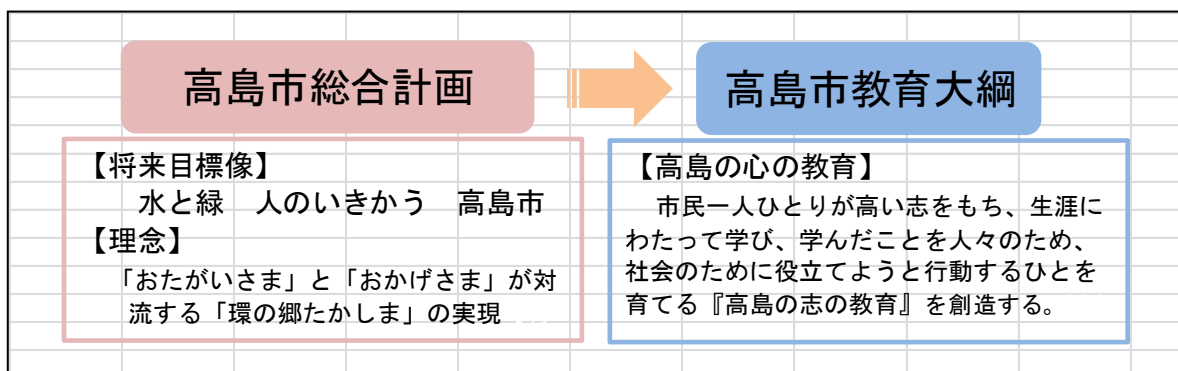 高島市総合計画
高島市教育大綱
【将来目標像】
水と緑　人のいきかう　高島市
【理念】
「おたがいさま」と「おかげさま」が対
流する「環の郷たかしま」の実現
【高島の心の教育】
市民一人ひとりが高い志をもち、生涯に
わたって学び、学んだことを人々のため、
社会のために役立てようと行動するひとを
育てる『高島の志の教育』を創造する。